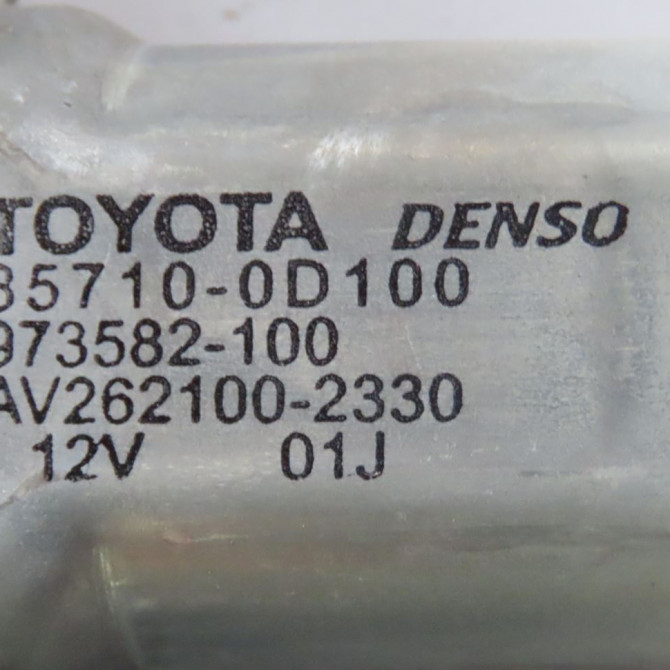 TOYOTA DENSO
85710-0D100
973582-100
AV262100-2330
12V 01J